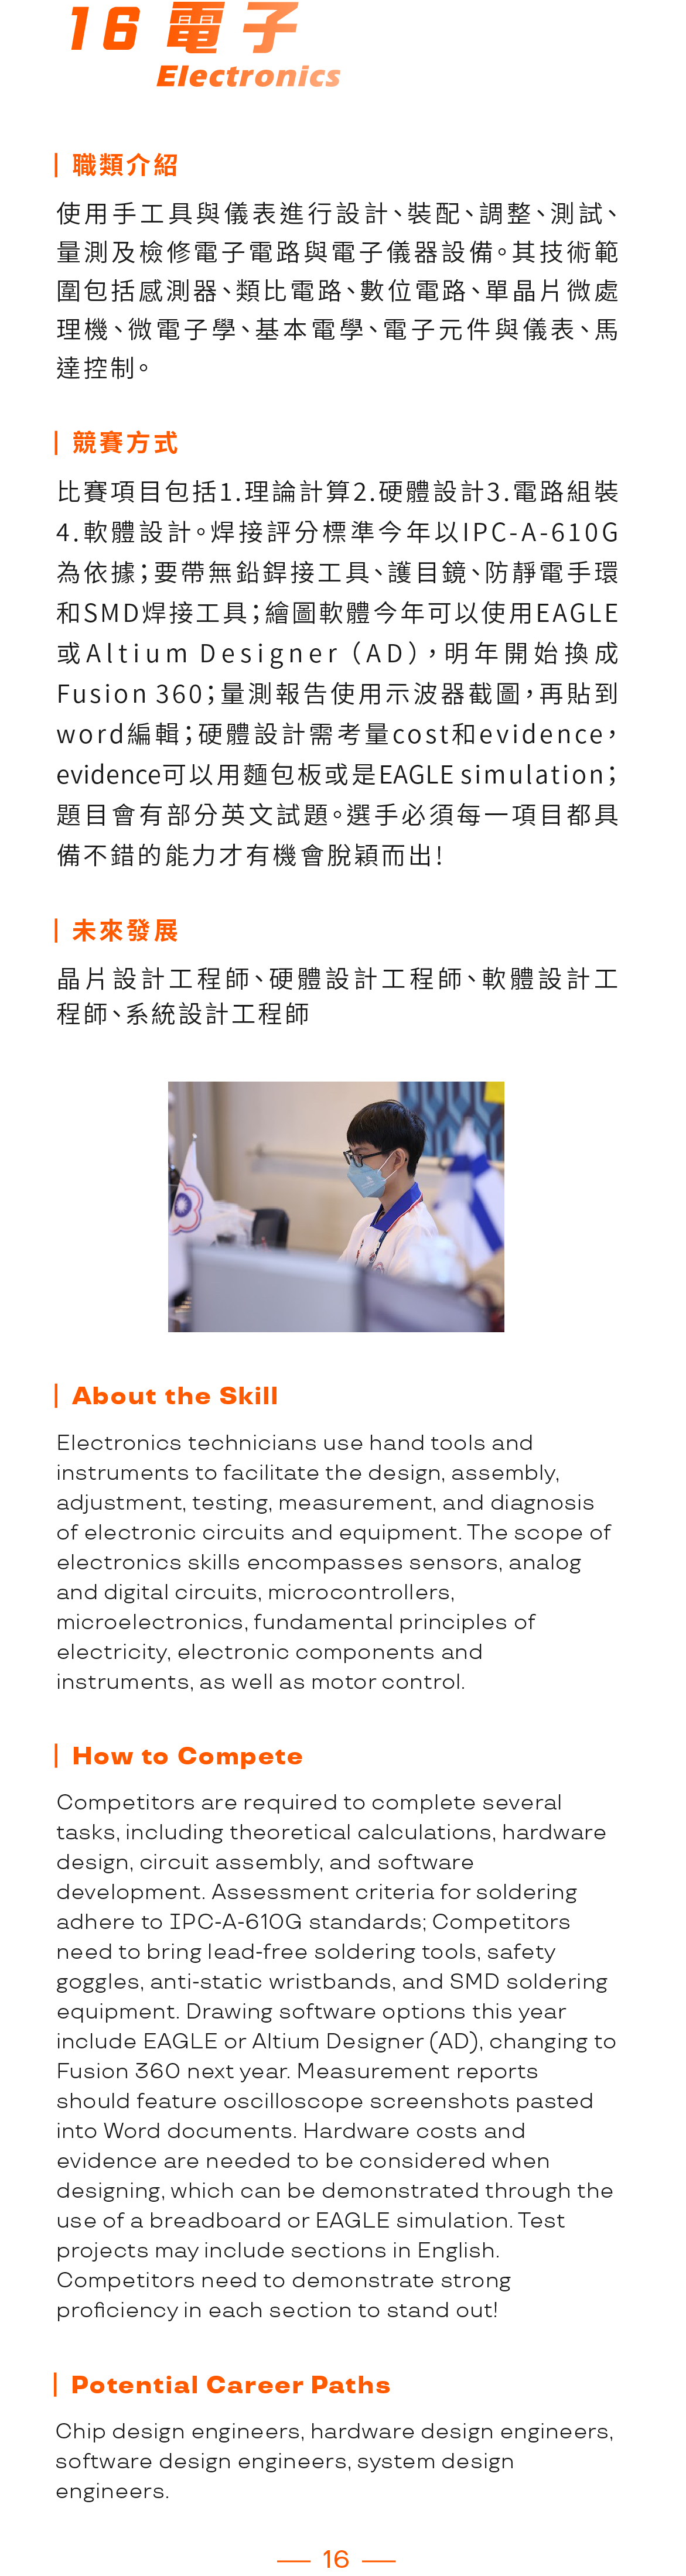 16 電子
Electronics
職類介紹
使用手工具與儀表進行設計、裝配、調整、測試、
量測及檢修電子電路與電子儀器設備。其技術範
圍包括感測器、類比電路、數位電路、單晶片微處
理機、微電子學、基本電學、電子元件與儀表、馬
達控制。
競賽方式
比賽項目包括1.理論計算2.硬體設計3.電路組裝
4.軟體設計。焊接評分標準今年以IPC-A-610G
為依據；要帶無鉛銲接工具、護目鏡、防靜電手環
和SMD焊接工具；繪圖軟體今年可以使用EAGLE
或Altium Designer（AD），明年開始換成
Fusion 360；量測報告使用示波器截圖，再貼到
word編輯；硬體設計需考量cost和evidence，
evidence可以用麵包板或是EAGLE simulation；
題目會有部分英文試題。選手必須每一項目都具
備不錯的能力才有機會脫穎而出！
未來發展
晶片設計工程師、硬體設計工程師、軟體設計工
程師、系統設計工程師
About the Skill
Electronics technicians use hand tools and
instruments to facilitate the design, assembly,
adjustment, testing, measurement, and diagnosis
of electronic circuits and equipment. The scope of
electronics skills encompasses sensors, analog
and digital circuits, microcontrollers,
microelectronics, fundamental principles of
electricity, electronic components and
instruments, as well as motor control.
How to Compete
Competitors are required to complete several
tasks, including theoretical calculations, hardware
design, circuit assembly, and software
development. Assessment criteria for soldering
adhere to IPC-A-610G standards; Competitors
need to bring lead-free soldering tools, safety
goggles, anti-static wristbands, and SMD soldering
equipment. Drawing software options this year
include EAGLE or Altium Designer (AD), changing to
Fusion 360 next year. Measurement reports
should feature oscilloscope screenshots pasted
into Word documents. Hardware costs and
evidence are needed to be considered when
designing, which can be demonstrated through the
use of a breadboard or EAGLE simulation. Test
projects may include sections in English.
Competitors need to demonstrate strong
proficiency in each section to stand out!
Potential Career Paths
Chip design engineers, hardware design engineers,
software design engineers, system design
engineers.
16